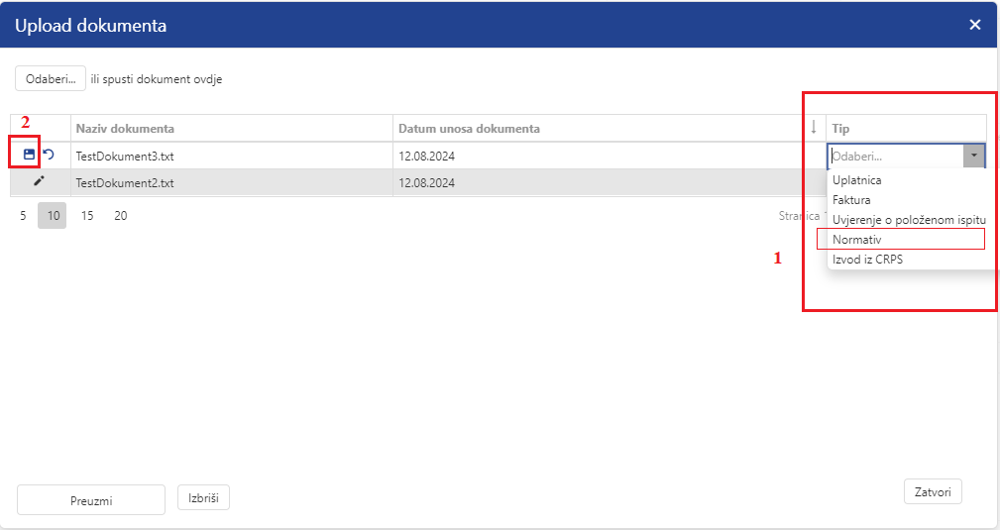 Upload dokumenta
Odaberi... ili spusti dokument ovdje
2
Naziv dokumenta Datum unosa dokumenta Tip
TestDokument3.txt 12.08.2024 Odaberi...
TestDokument2.txt 12.08.2024
Uplatnica
Faktura
Uvjerenje o položenom ispitu
Normativ
Izvod iz CRPS
5 10 15 20
Stranica
1
Preuzmi Izbriši Zatvori